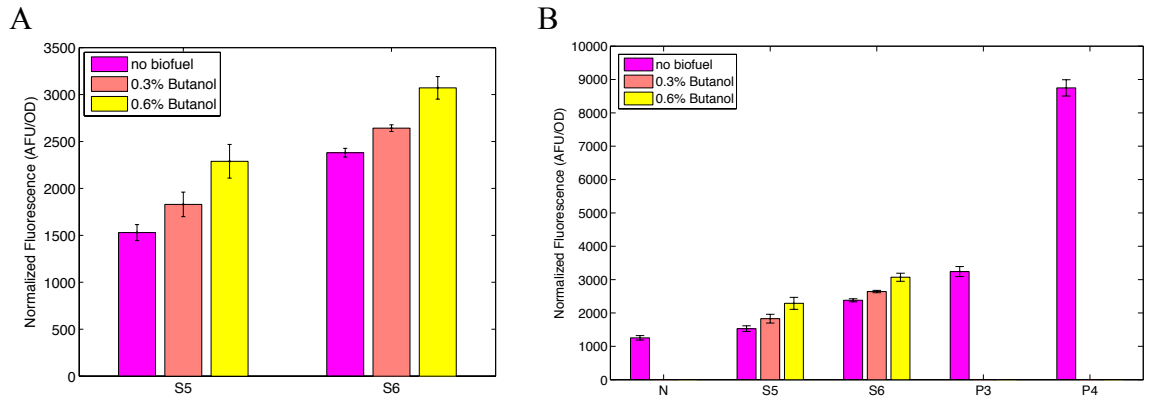 A
Normalized Fluorescence (AFU/OD)
3500
3000
2500
2000
1500
1000
500
0
no biofuel
0.3% Butanol
0.6% Butanol
S5
S6
B
Normalized Fluorescence (AFU/OD)
10000
9000
8000
7000
6000
5000
4000
3000
2000
1000
0
no biofuel
0.3% Butanol
0.6% Butanol
N
S5
S6
P3
P4